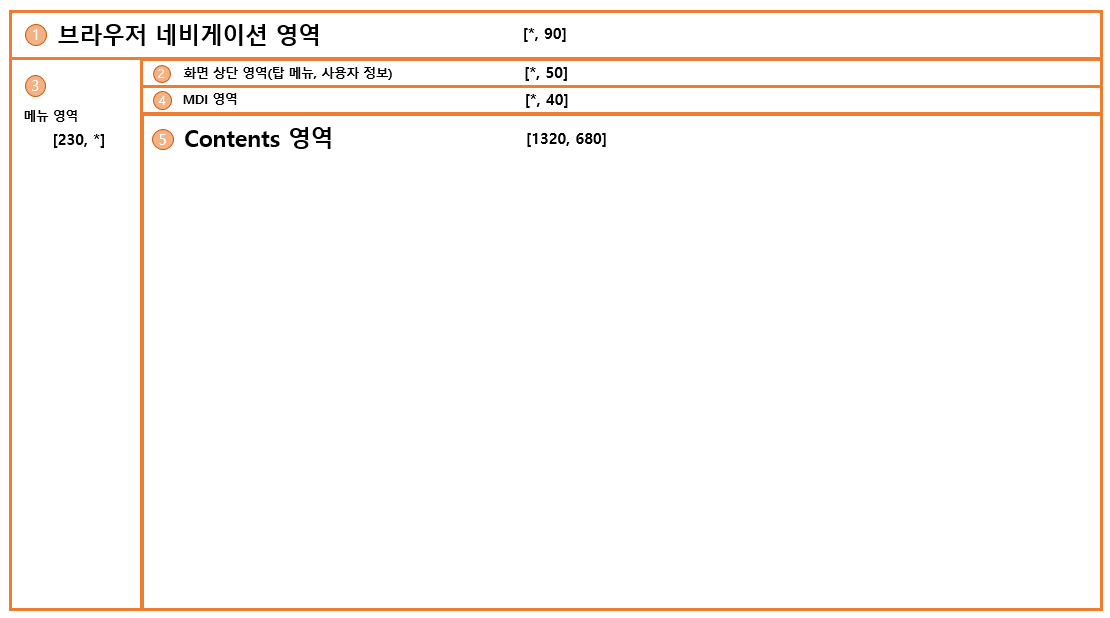 1 브라우저 네비게이션 영역 [*, 90]
2 화면 상단 영역(탑 메뉴, 사용자 정보) [*, 50]
3
메뉴 영역
[230, *]
4 MDI 영역 [*, 40]
5 Contents 영역 [1320, 680]